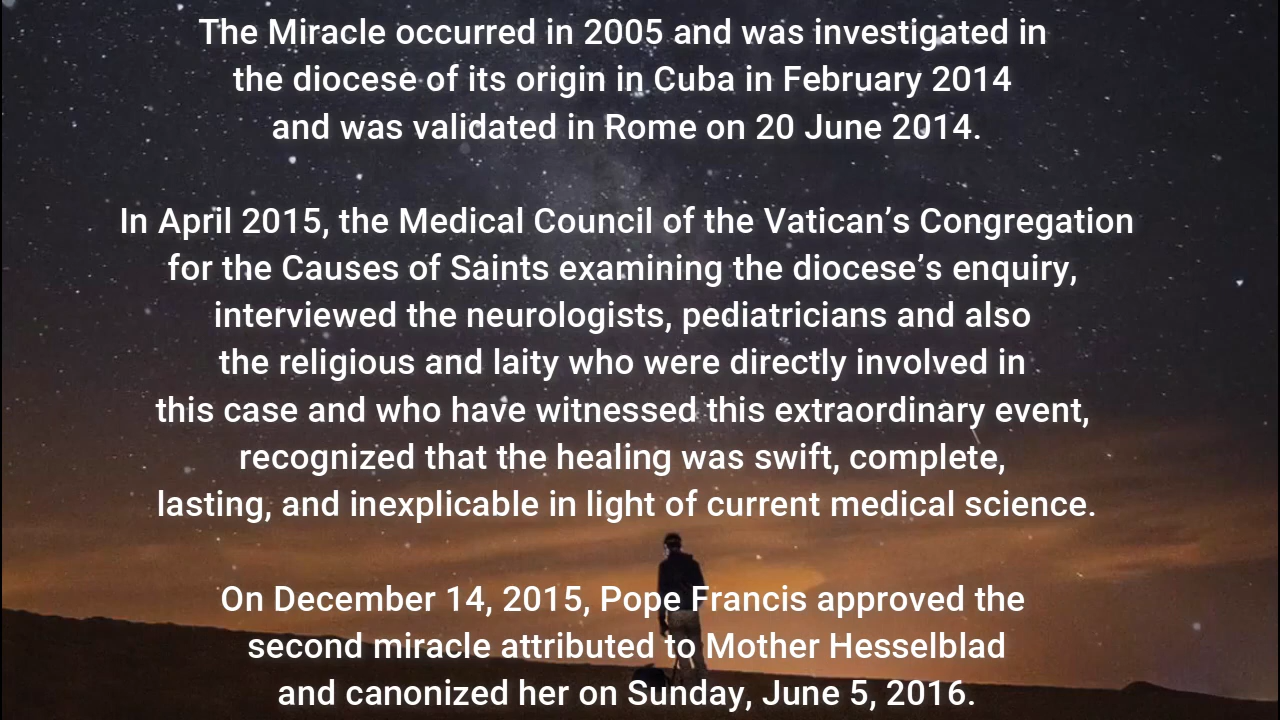 The Miracle occurred in 2005 and was investigated in
the diocese of its origin in Cuba in February 2014
and was validated in Rome on 20 June 2014.
In April 2015, the Medical Council of the Vatican’s Congregation
for the Causes of Saints examining the diocese’s enquiry,
interviewed the neurologists, pediatricians and also
the religious and laity who were directly involved in
this case and who have witnessed this extraordinary event,
recognized that the healing was swift, complete,
lasting, and inexplicable in light of current medical science.
On December 14, 2015, Pope Francis approved the
second miracle attributed to Mother Hesselblad
and canonized her on Sunday, June 5, 2016.